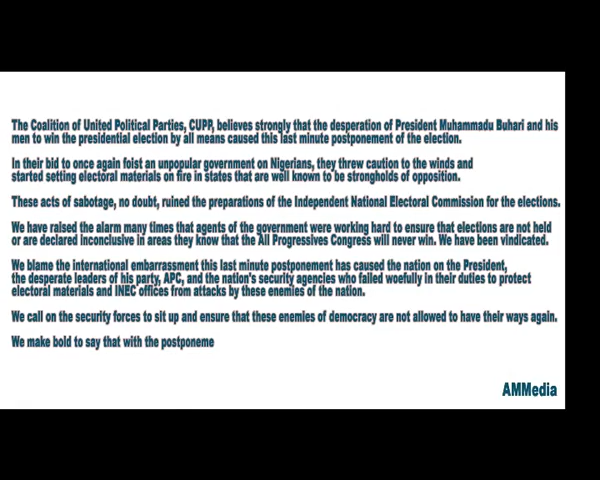 The Coalition of United Political Parties, CUPP, believes strongly that the desperation of President Muhammadu Buhari and his
men to win the presidential election by all means caused this last minute postponement of the election.
In their bid to once again foist an unpopular government on Nigerians, they threw caution to the winds and
started setting electoral materials on fire in states that are well known to be strongholds of opposition.
These acts of sabotage, no doubt, ruined the preparations of the Independent National Electoral Commission for the elections.
We have raised the alarm many times that agents of the government were working hard to ensure that elections are not held
or are declared inconclusive in areas they know that the All Progressives Congress will never win. We have been vindicated.
We blame the international embarrassment this last minute postponement has caused the nation on the President,
the desperate leaders of his party, APC, and the nation's security agencies who failed woefully in their duties to protect
electoral materials and INEC offices from attacks by these enemies of the nation.
We call on the security forces to sit up and ensure that these enemies of democracy are not allowed to have their ways again.
We make bold to say that with the postponeme
AMMedia